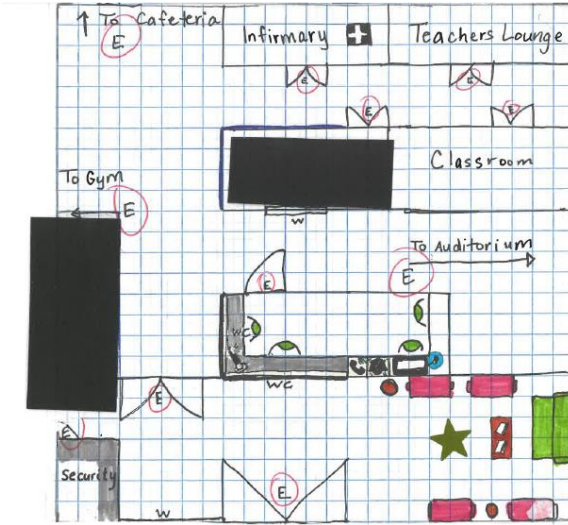 ↑ To Cafeteria
E
Infirmary
Teachers Lounge
E
E
E
E
To Gym
E
Classroom
W
To Auditorium
E
E
WC
WC
E
E
Security
E
W